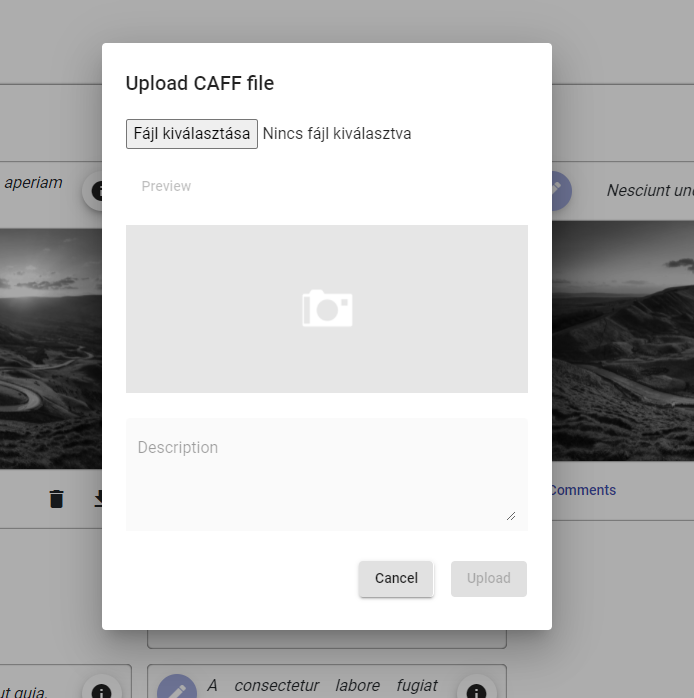 Upload CAFF file
Fájl kiválasztása Nincs fájl kiválasztva
aperiam
Nesciunt
Preview
Description
Comments
Cancel
Upload
ut quia.
A consectetur labore fugiat